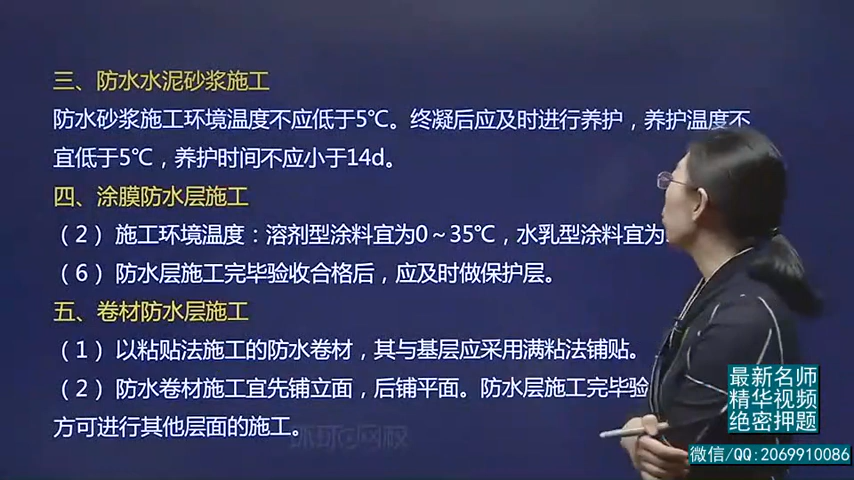 三、防水水泥砂浆施工
防水砂浆施工环境温度不应低于5℃。终凝后应及时进行养护，养护温度不
宜低于5℃，养护时间不应小于14d。
四、涂膜防水层施工
（2）施工环境温度：溶剂型涂料宜为0～35℃，水乳型涂料宜为
（6）防水层施工完毕验收合格后，应及时做保护层。
五、卷材防水层施工
（1）以粘贴法施工的防水卷材，其与基层应采用满粘法铺贴。
（2）防水卷材施工宜先铺立面，后铺平面。防水层施工完毕验
方可进行其他层面的施工。
环球网校
最新名师
精华视频
绝密押题
微信/QQ:2069910086